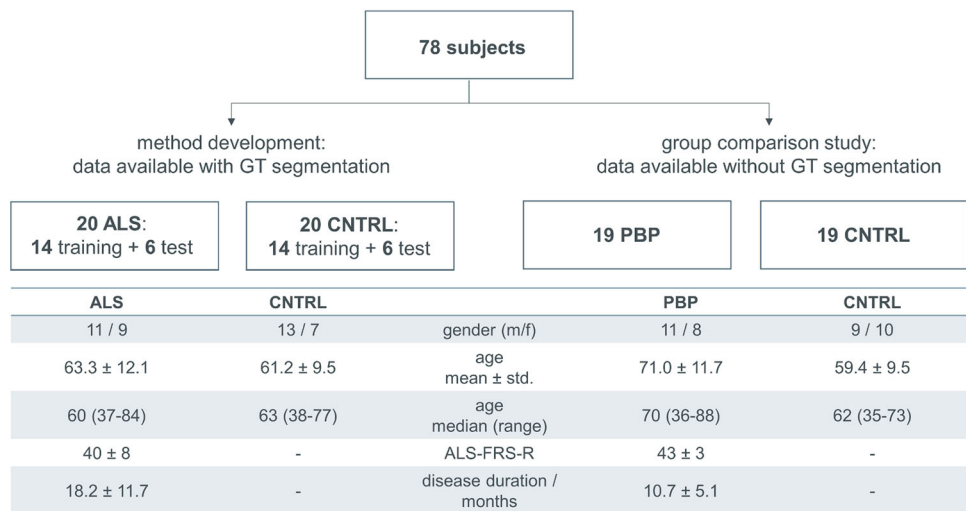 78 subjects
method development:
data available with GT segmentation
group comparison study:
data available without GT segmentation
20 ALS:
14 training + 6 test
20 CNTRL:
14 training + 6 test
19 PBP
19 CNTRL
ALS CNTRL PBP CNTRL
11 / 9 13 / 7 gender (m/f) 11 / 8 9 / 10
63.3 ± 12.1 61.2 ± 9.5 age
mean ± std. 71.0 ± 11.7 59.4 ± 9.5
60 (37-84) 63 (38-77) age
median (range) 70 (36-88) 62 (35-73)
40 ± 8 - ALS-FRS-R 43 ± 3 -
18.2 ± 11.7 - disease duration /
months 10.7 ± 5.1 -